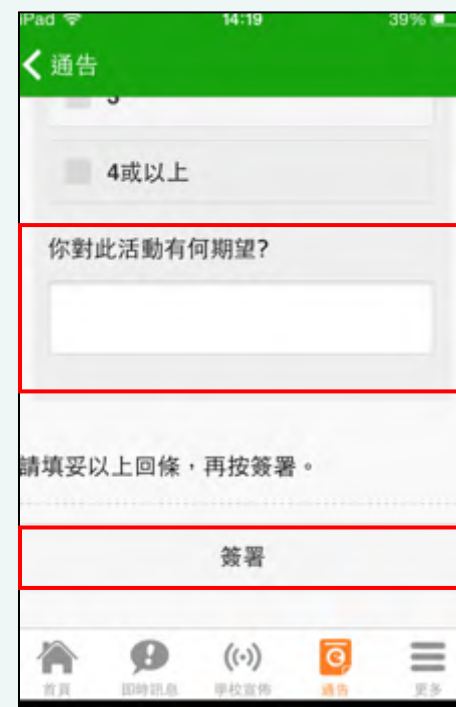 iPad 14:19 39%
通告
3
4或以上
你對此活動有何期望?
請填妥以上回條,再按簽署。
簽署
首頁 即時訊息 學校宣佈 通告 更多